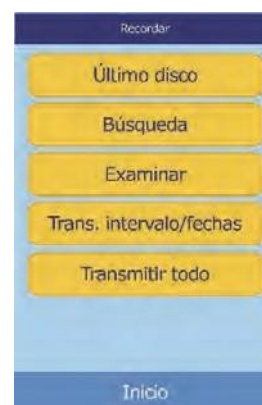 Recordar
Último disco
Búsqueda
Examinar
Trans. intervalo/fechas
Transmitir todo
Inicio